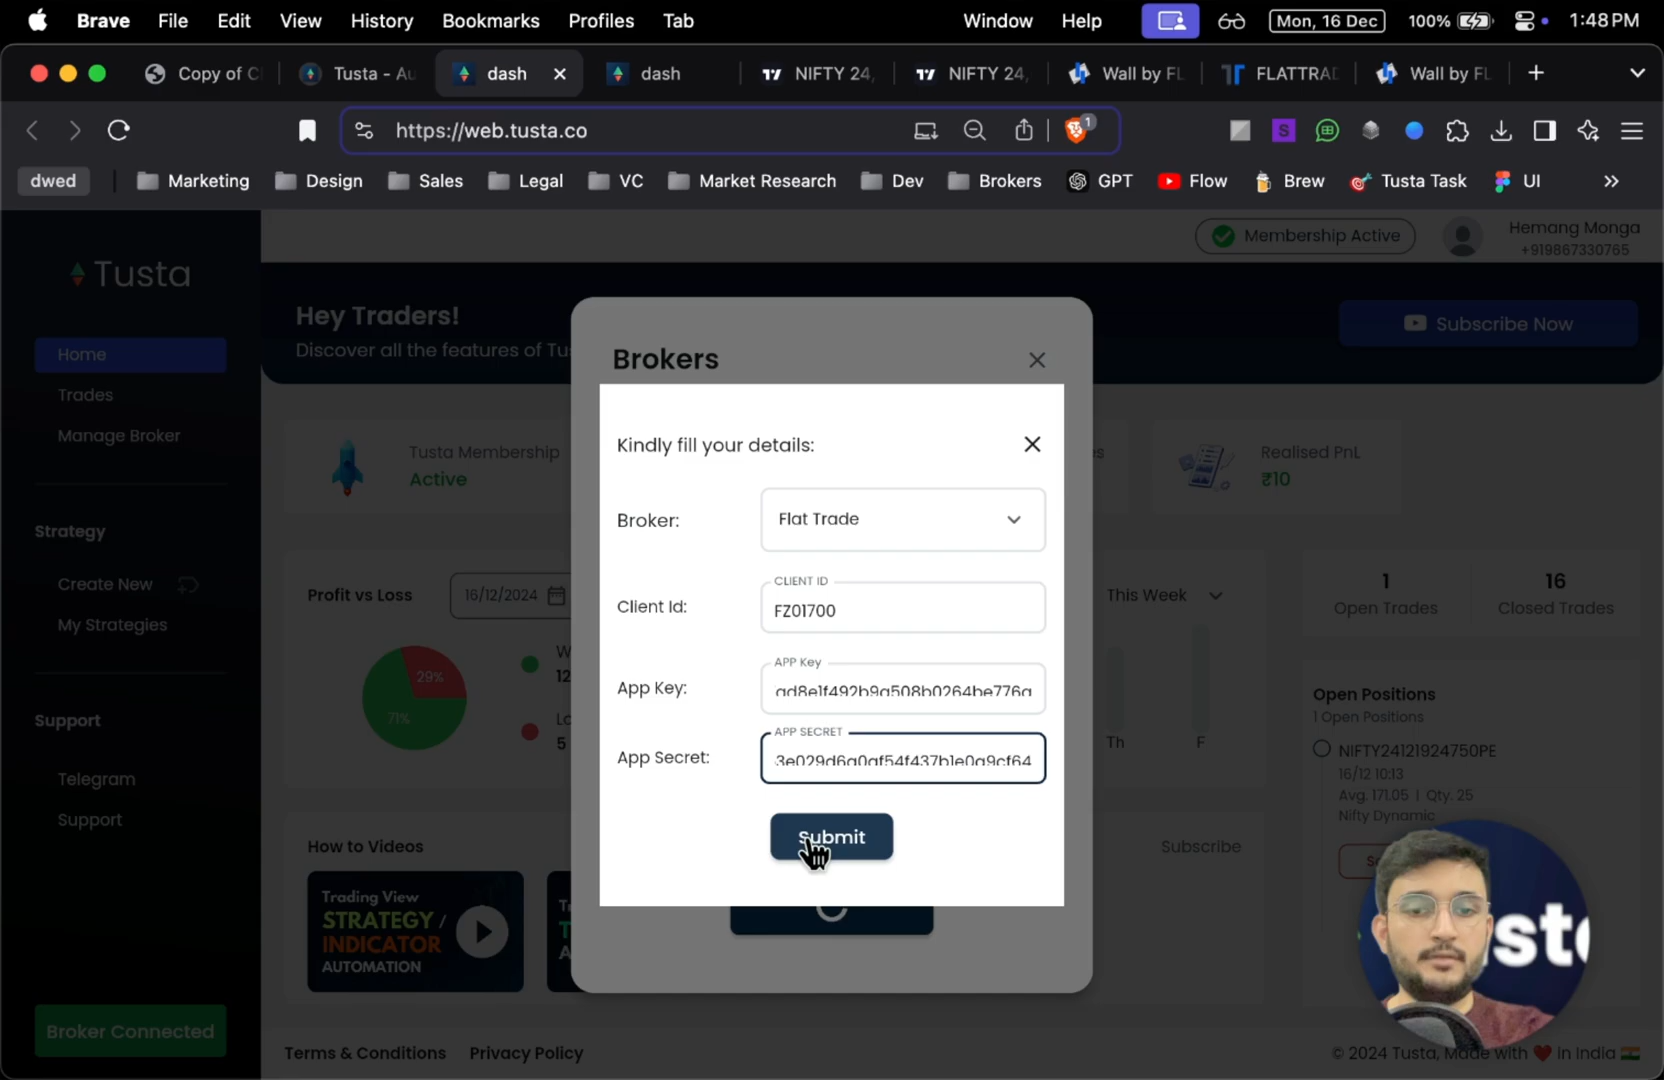 Brave File Edit View History Bookmarks Profiles Tab Window Help Mon, 16 Dec 100% 1:48 PM
Copy of C Tusta - Au dash dash NIFTY 24, NIFTY 24, Wall by FL FLATTRAD Wall by FL
https://web.tusta.co 1
dwed Marketing Design Sales Legal VC Market Research Dev Brokers GPT Flow Brew Tusta Task UI
Tusta
Membership Active
Hemang Monga
+919867330765
Hey Traders!
Discover all the features of Tus
Subscribe Now
Home
Trades
Manage Broker
Strategy
Create New
My Strategies
Support
Telegram
Support
Broker Connected
Tusta Membership
Active
es
Realised PnL
₹10
Profit vs Loss
16/12/2024
29%
71%
W
12
Lo
5
This Week
Th F
1
Open Trades
16
Closed Trades
Open Positions
1 Open Positions
NIFTY24121924750PE
16/12 10:13
Avg. 171.05 | Qty. 25
Nifty Dynamic
Brokers
Kindly fill your details:
Broker:
Flat Trade
Client Id:
CLIENT ID
FZ01700
App Key:
APP Key
App Secret:
APP SECRET
Submit
How to Videos
Subscribe
Trading View
STRATEGY /
INDICATOR
AUTOMATION
Terms & Conditions Privacy Policy
© 2024 Tusta, Made with ❤️ in India 🇮🇳